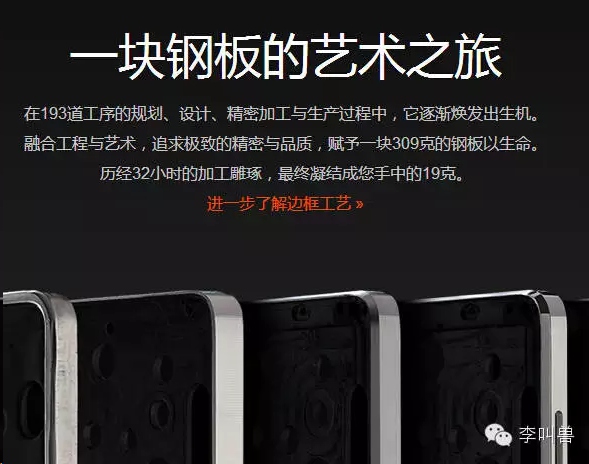 一块钢板的艺术之旅
在193道工序的规划、设计、精密加工与生产过程中，它逐渐焕发出生机。
融合工程与艺术，追求极致的精密与品质，赋予一块309克的钢板以生命。
历经32小时的加工雕琢，最终凝结成您手中的19克。
进一步了解边框工艺 »
李叫兽